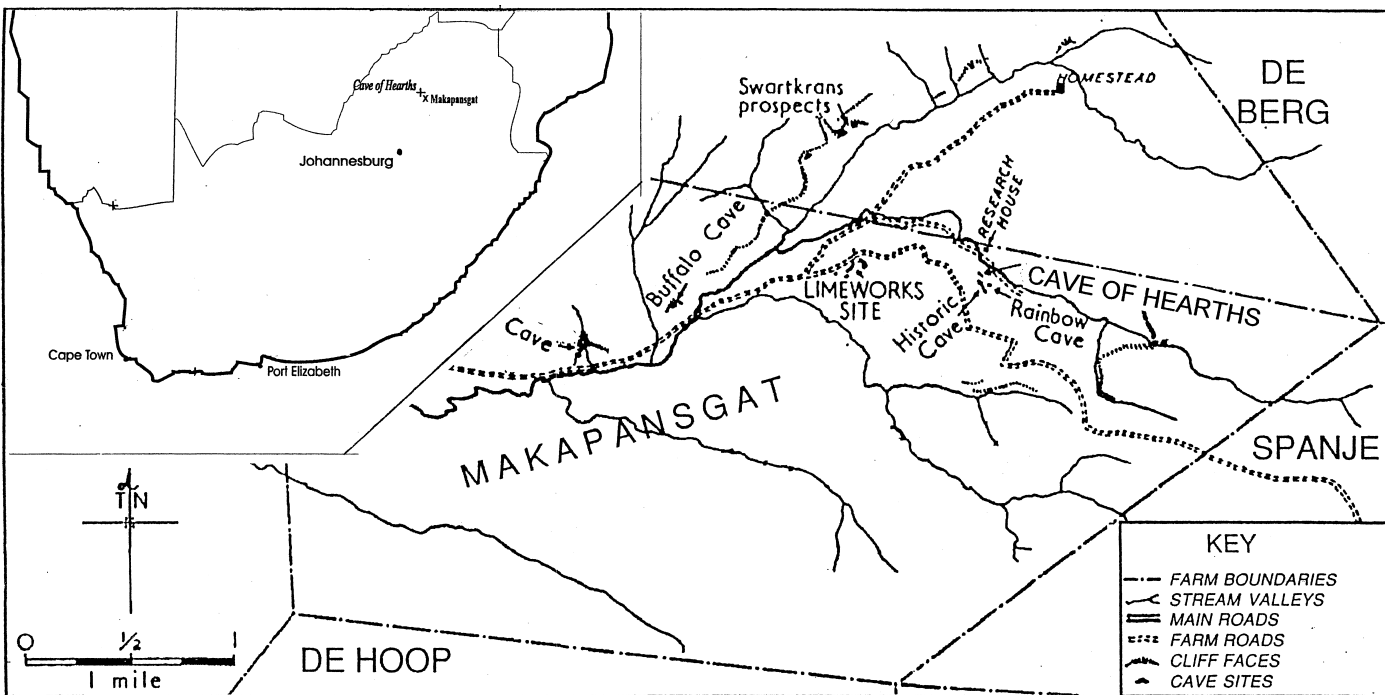 Cave of Hearths
Makapansgat
Johannesburg
Cape Town
Port Elizabeth
Swartkrans
prospects
HOMESTEAD
DE
BERG
RESEARCH
HOUSE
Buffalo Cave
LIMEWORKS
SITE
CAVE OF HEARTHS
Historic
Cave
Rainbow
Cave
Cave
MAKAPANSGAT
SPANJE
DE HOOP
TN
0 1/2 1
1 mile
KEY
FARM BOUNDARIES
STREAM VALLEYS
MAIN ROADS
FARM ROADS
CLIFF FACES
CAVE SITES